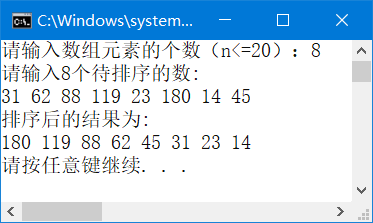 C:\Windows\system...
请输入数组元素的个数（n<=20）：8
请输入8个待排序的数:
31 62 88 119 23 180 14 45
排序后的结果为:
180 119 88 62 45 31 23 14
请按任意键继续. . .